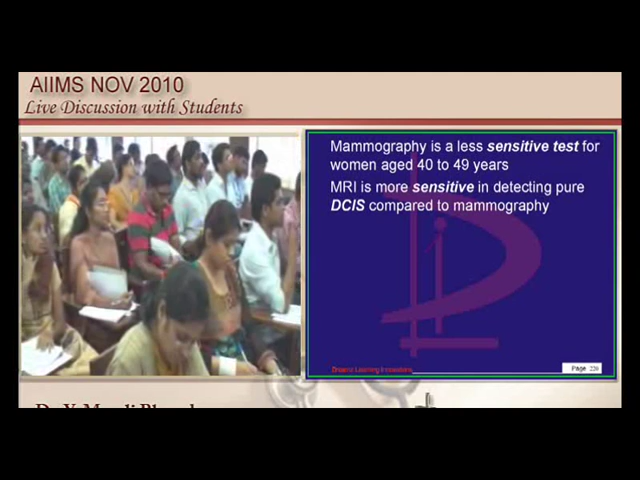 AIIMS NOV 2010
Live Discussion with Students
Mammography is a less sensitive test for
women aged 40 to 49 years
MRI is more sensitive in detecting pure
DCIS compared to mammography
Page 226